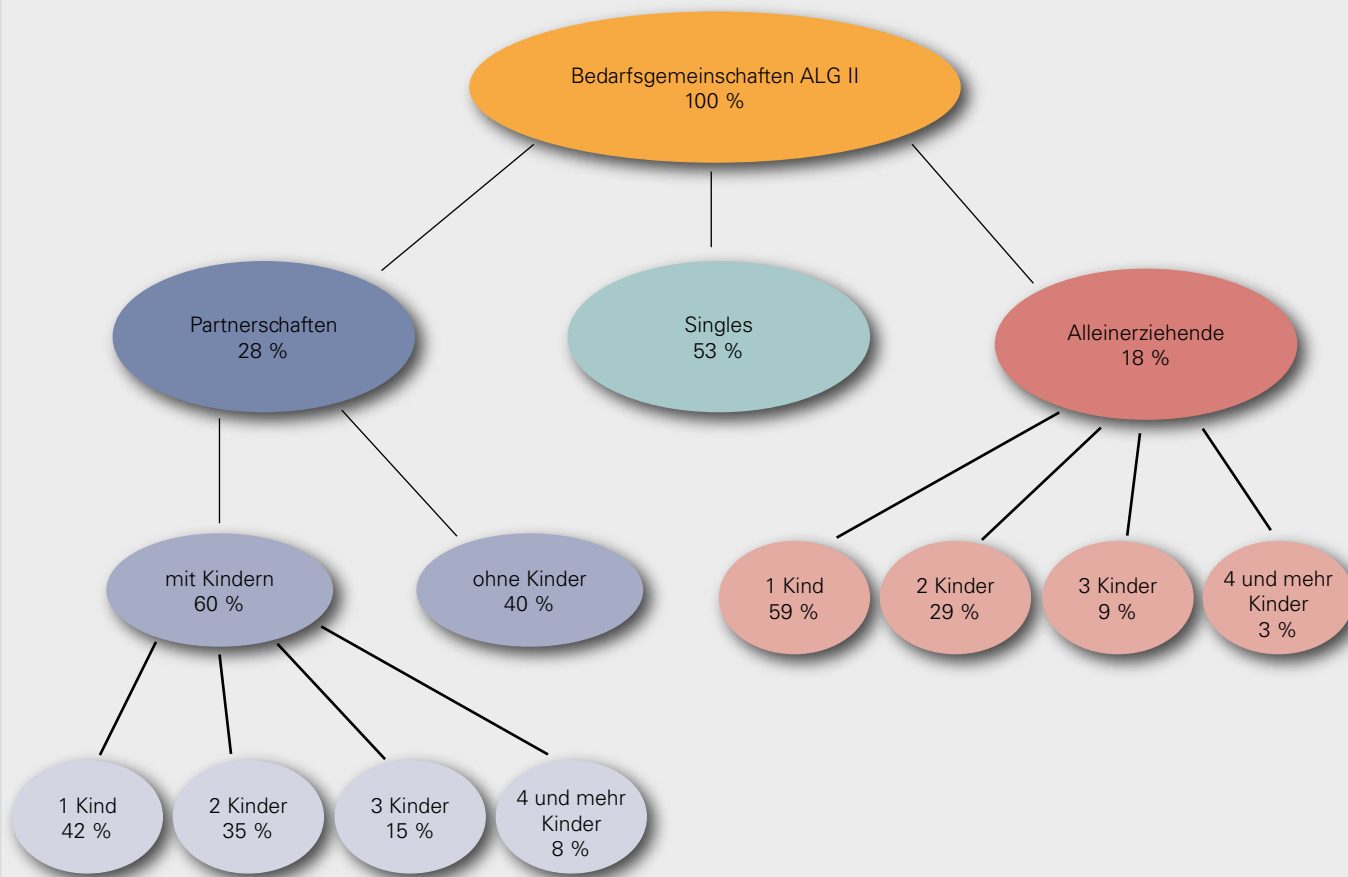 Bedarfsgemeinschaften ALG II
100 %
Partnerschaften
28 %
Singles
53 %
Alleinerziehende
18 %
mit Kindern
60 %
ohne Kinder
40 %
1 Kind
59 %
2 Kinder
29 %
3 Kinder
9 %
4 und mehr
Kinder
3 %
1 Kind
42 %
2 Kinder
35 %
3 Kinder
15 %
4 und mehr
Kinder
8 %